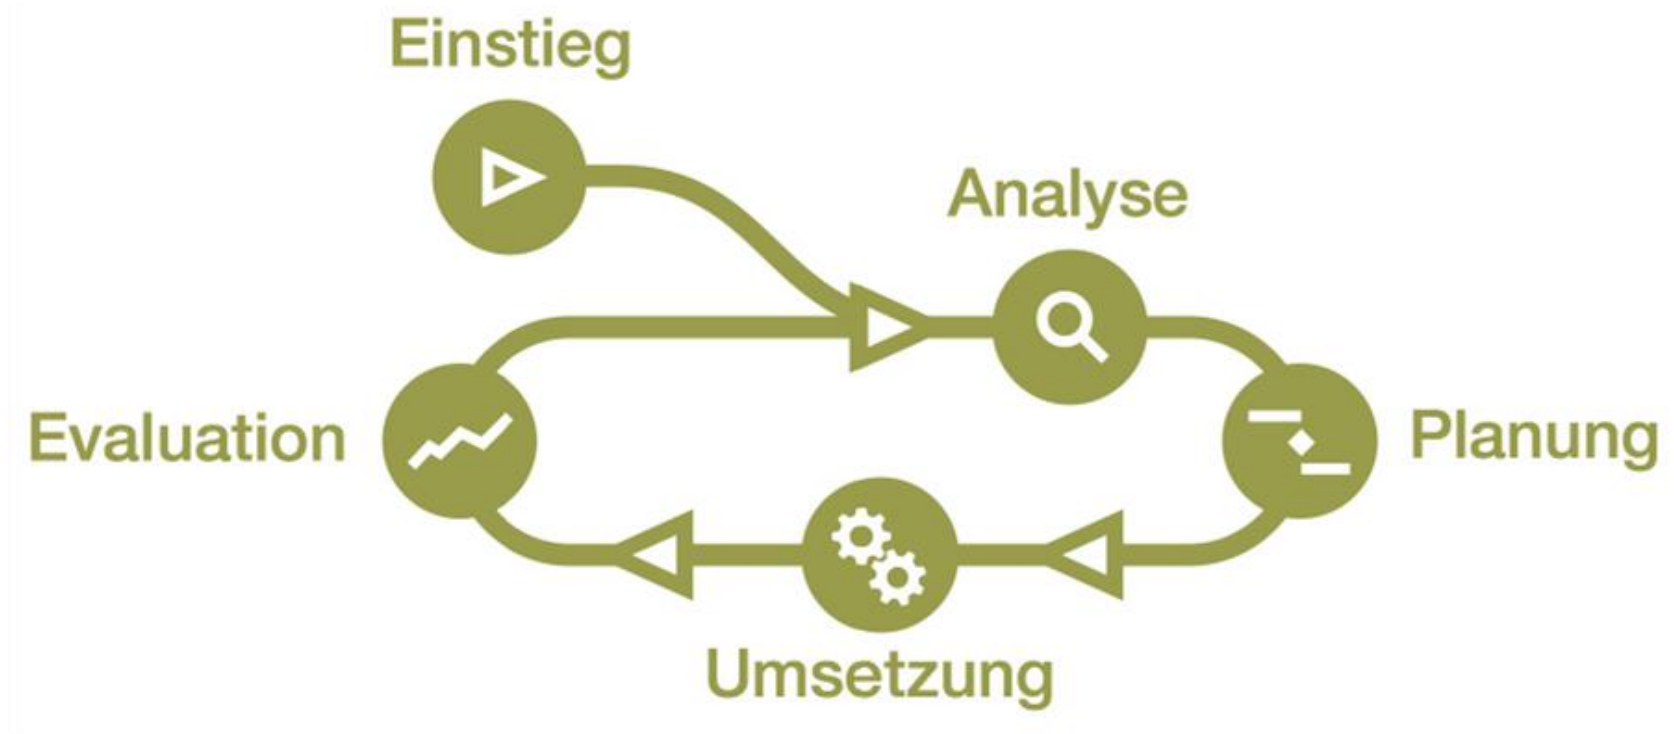 Einstieg
Analyse
Evaluation
Planung
Umsetzung